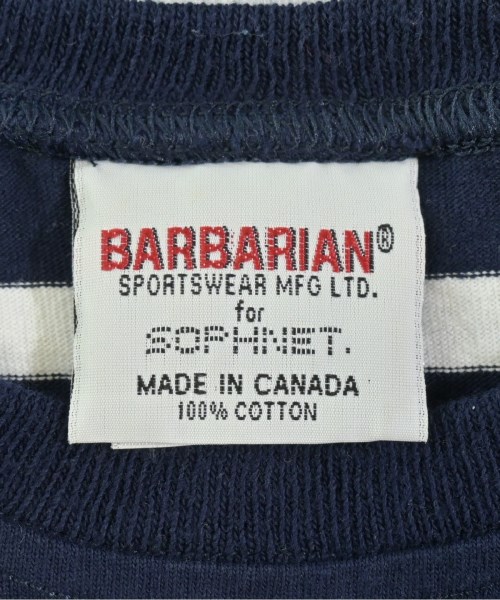 BARBARIAN®
SPORTSWEAR MFG LTD.
for
SOPHNET.
MADE IN CANADA
100% COTTON